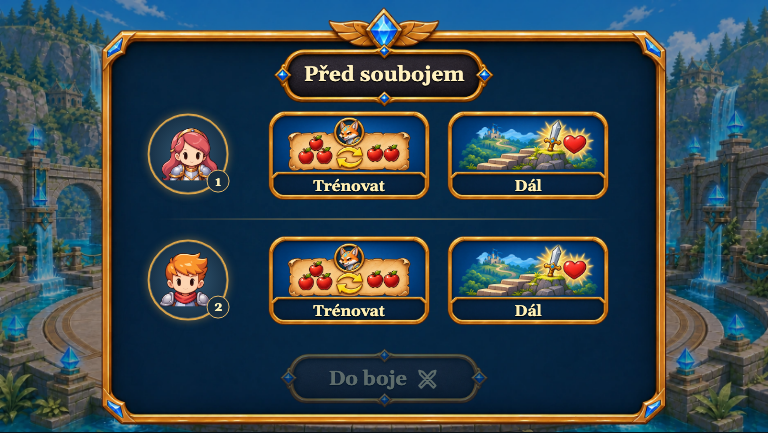 Před soubojem
1
Trénovat
Dál
2
Trénovat
Dál
Do boje